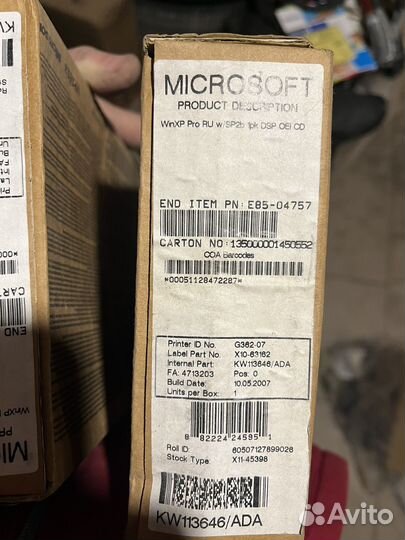 MICROSOFT
PRODUCT DESCRIPTION
WinXP Pro RU w/SP2b 1pk DSP OEI CD
END ITEM PN: E85-04757
CARTON NO: 135000001450552
COA Barcodes
*00051128472287*
Printer ID No. G362-07
Label Part No. X10-63162
Internal Part: KW113646/ADA
FA: 4713203 Pos: 0
Build Date: 10.05.2007
Units per Box: 1
8 82224 24595 1
Roll ID: 60507127699026
Stock Type: X11-45398
KW113646/ADA
Avito